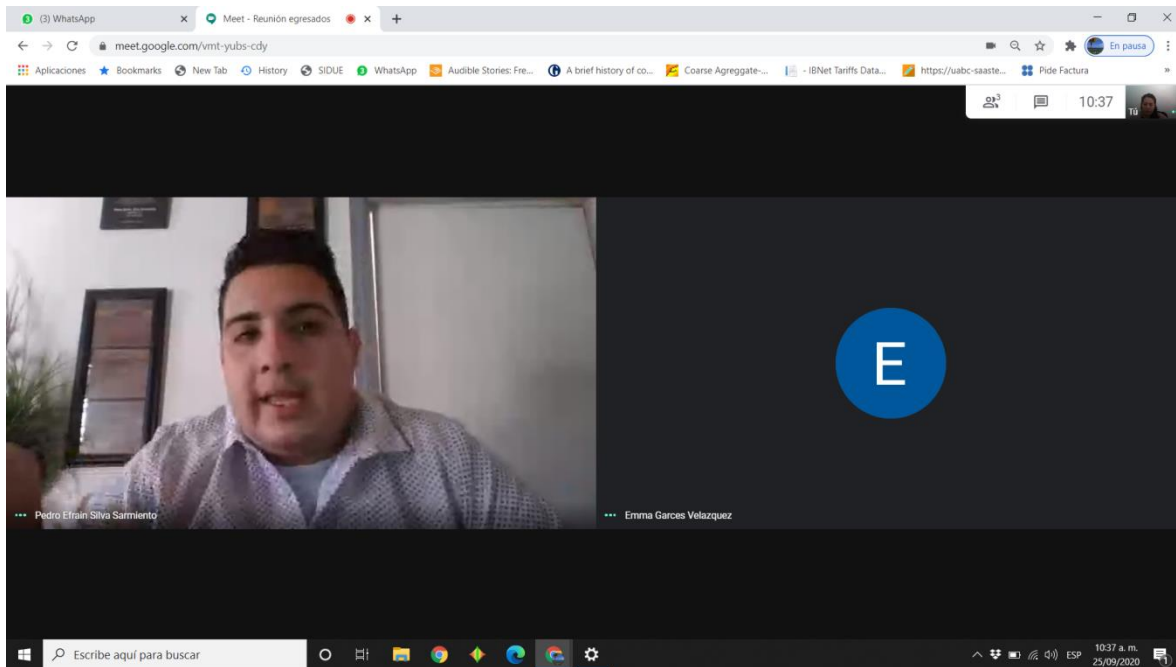 (3) WhatsApp
Meet - Reunión egresados
meet.google.com/vmt-yubs-cdy
En pausa
Aplicaciones
Bookmarks
New Tab
History
SIDUE
WhatsApp
Audible Stories: Fre...
A brief history of co...
Coarse Agreggate-...
- IBNet Tariffs Data...
https://uabc-saaste...
Pide Factura
»
3
10:37
Tú
Pedro Efrain Silva Sarmiento
E
Emma Garces Velazquez
Escribe aquí para buscar
ESP
10:37 a. m.
25/09/2020